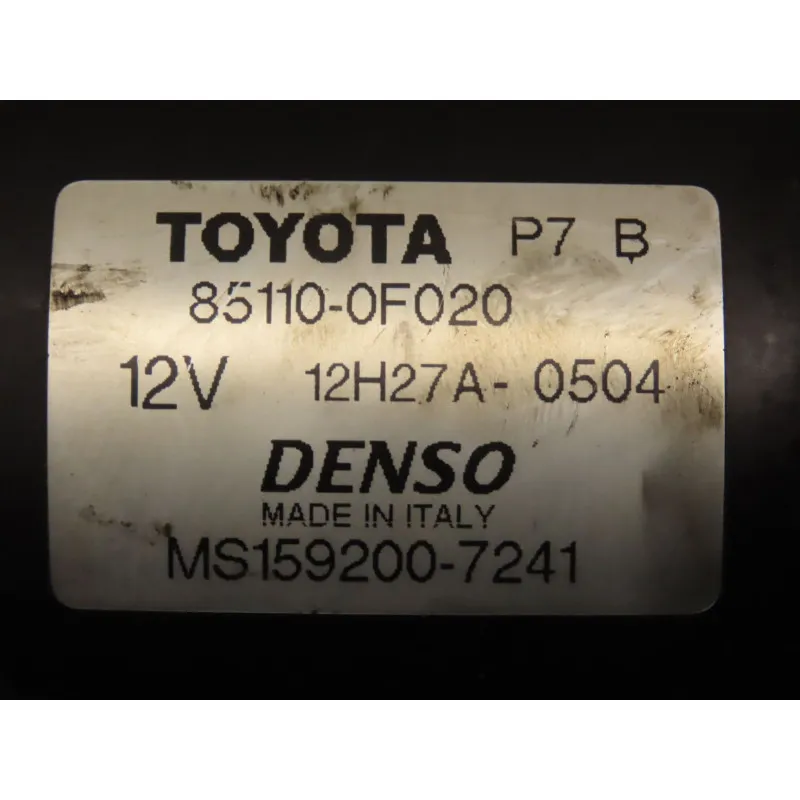 TOYOTA P7 B
85110-0F020
12V 12H27A-0504
DENSO
MADE IN ITALY
MS159200-7241